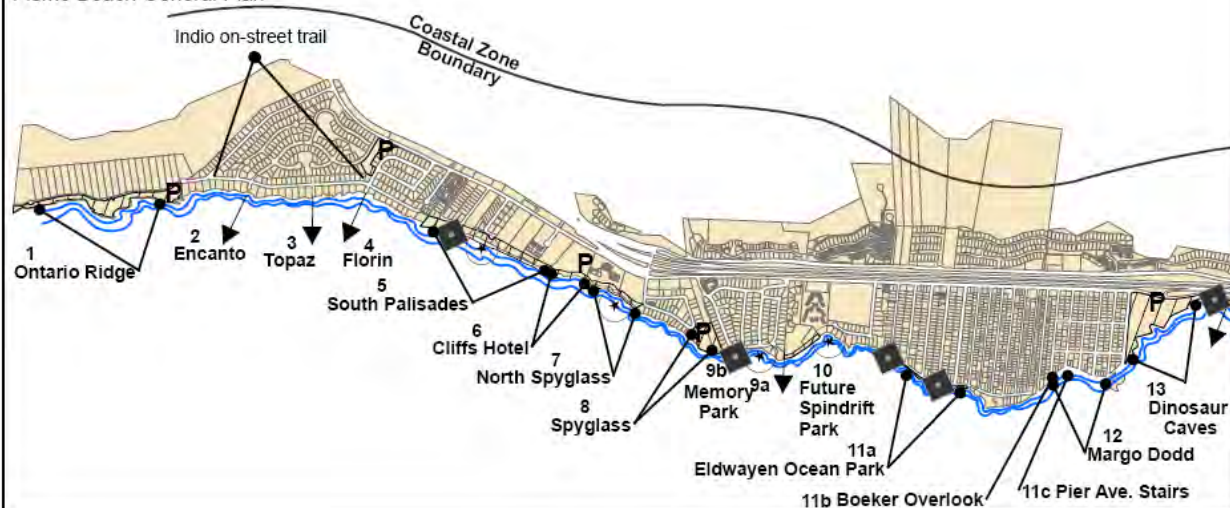 Indio on-street trail
Coastal Zone
Boundary
P
P
P
P
P
1
Ontario Ridge
2
Encanto
3
Topaz
4
Florin
5
South Palisades
6
Cliffs Hotel
7
North Spyglass
8
Spyglass
9b
Memory
Park
9a
10
Future
Spindrift
Park
11a
Eldwayen Ocean Park
11b Boeker Overlook
11c Pier Ave. Stairs
12
Margo Dodd
13
Dinosaur
Caves